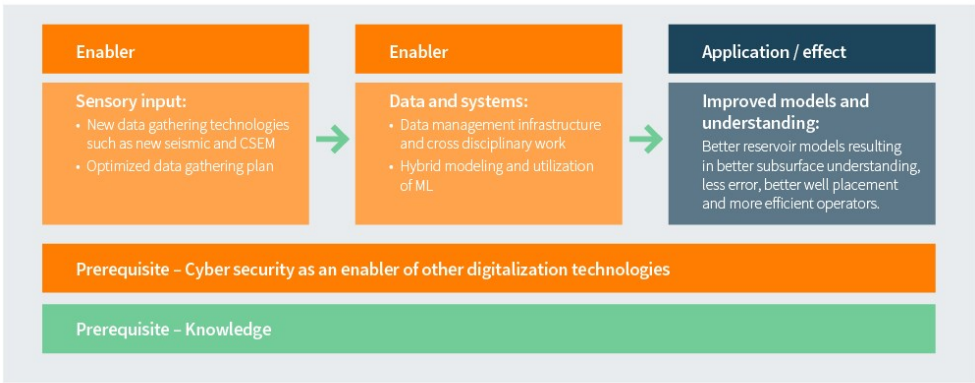 Enabler
Sensory input:
• New data gathering technologies
such as new seismic and CSEM
• Optimized data gathering plan
Enabler
Data and systems:
• Data management infrastructure
and cross disciplinary work
• Hybrid modeling and utilization
of ML
Application / effect
Improved models and
understanding:
Better reservoir models resulting
in better subsurface understanding,
less error, better well placement
and more efficient operators.
Prerequisite – Cyber security as an enabler of other digitalization technologies
Prerequisite – Knowledge